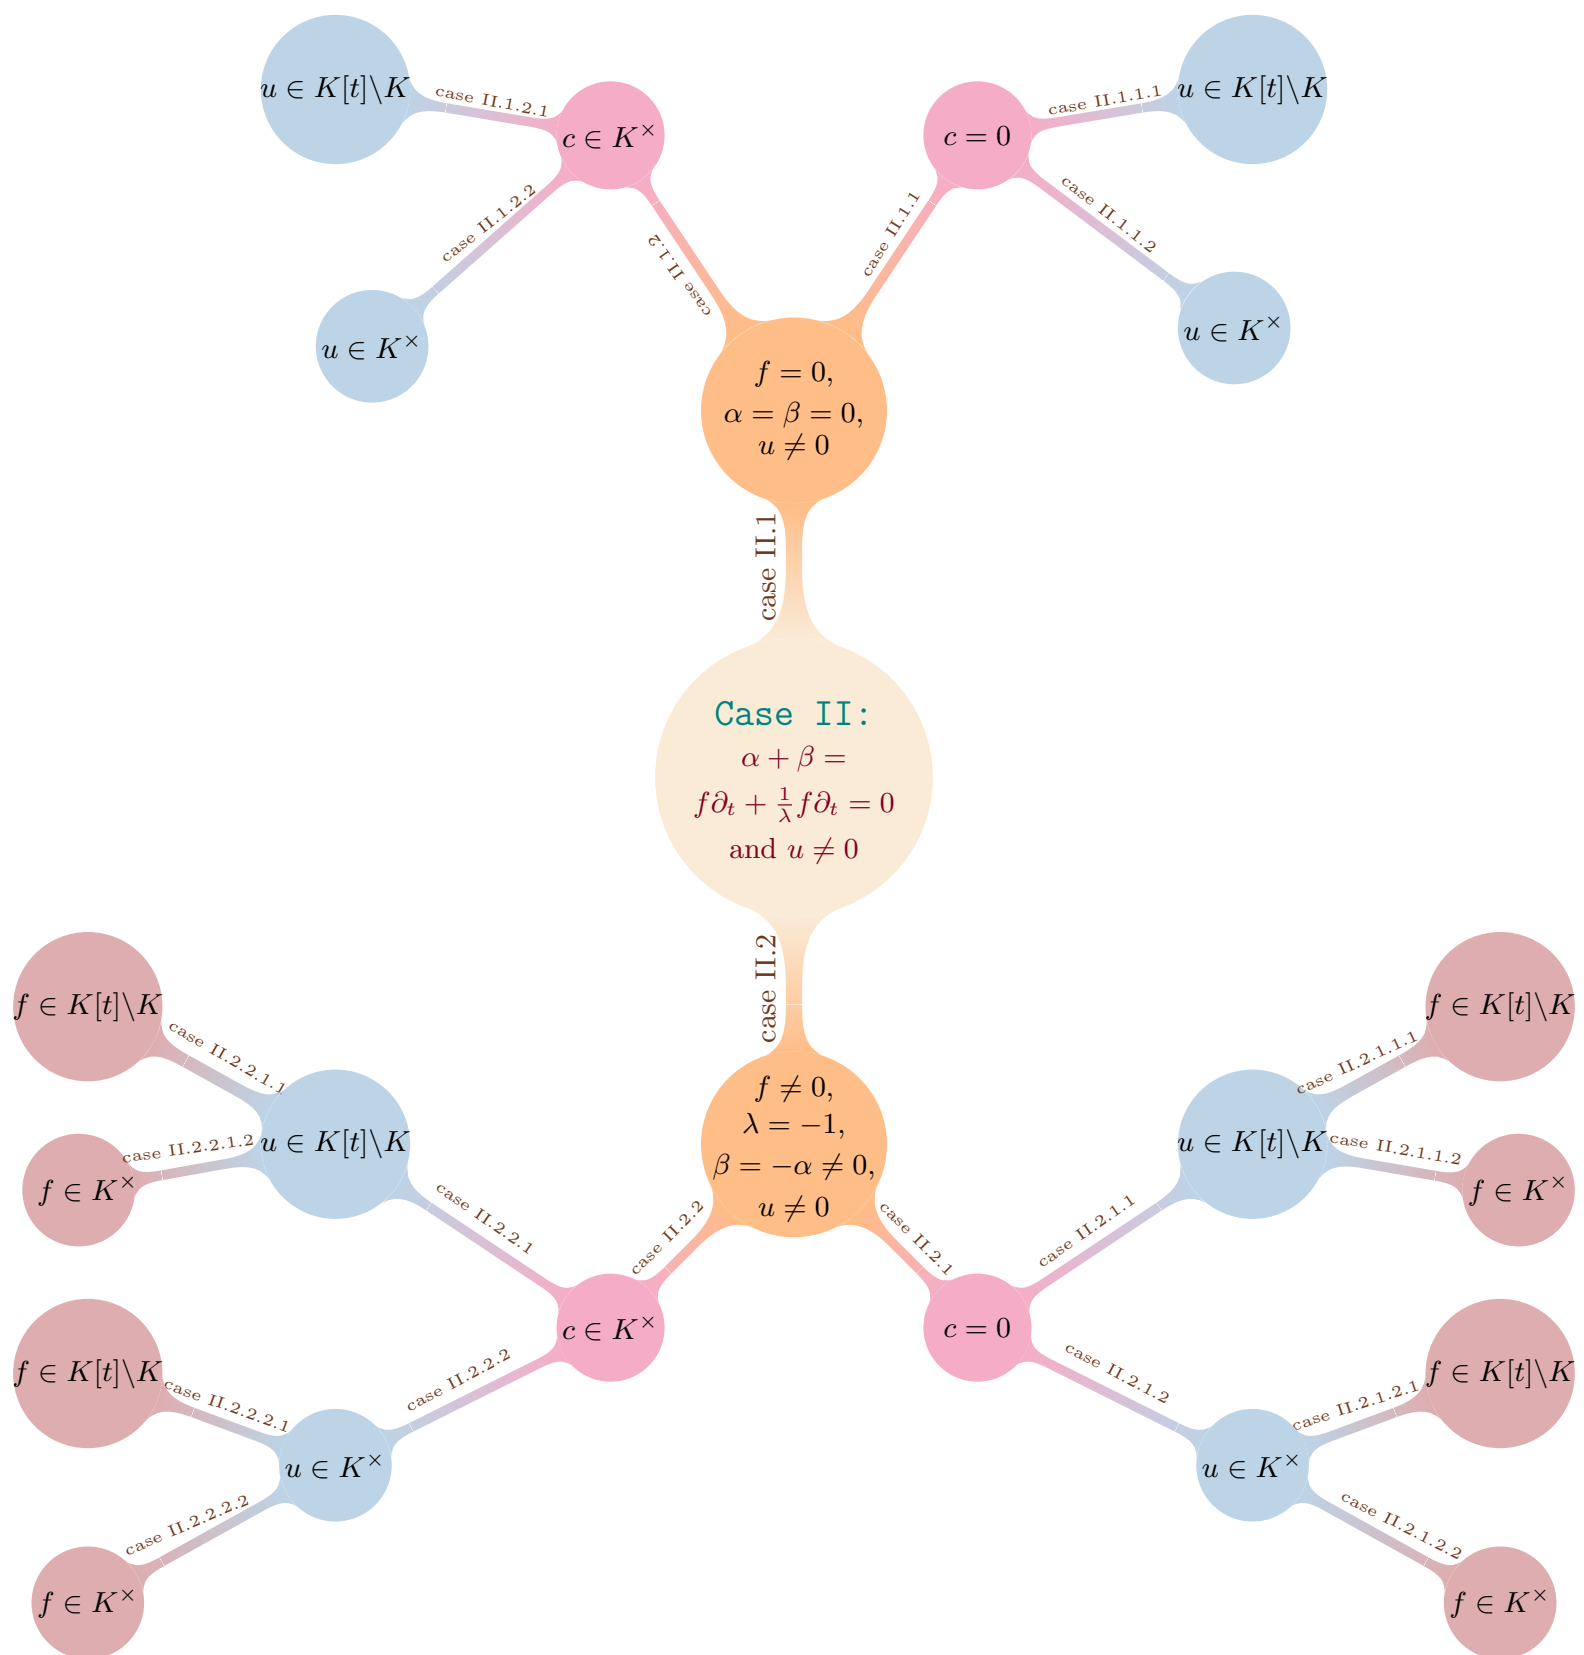 u ∈ K[t]\K
case II.1.2.1
c ∈ K^×
case II.1.2.2
u ∈ K^×
case II.1.2
c = 0
case II.1.1.1
u ∈ K[t]\K
case II.1.1.2
u ∈ K^×
case II.1.1
f = 0,
α = β = 0,
u ≠ 0
case II.1
Case II:
α + β =
f∂_t + \frac{1}{λ}f∂_t = 0
and u ≠ 0
case II.2
f ≠ 0,
λ = −1,
β = −α ≠ 0,
u ≠ 0
case II.2.2
c ∈ K^×
case II.2.2.1
u ∈ K[t]\K
case II.2.2.1.1
f ∈ K[t]\K
case II.2.2.1.2
f ∈ K^×
case II.2.2.2
u ∈ K^×
case II.2.2.2.1
f ∈ K[t]\K
case II.2.2.2.2
f ∈ K^×
case II.2.1
c = 0
case II.2.1.1
u ∈ K[t]\K
case II.2.1.1.1
f ∈ K[t]\K
case II.2.1.1.2
f ∈ K^×
case II.2.1.2
u ∈ K^×
case II.2.1.2.1
f ∈ K[t]\K
case II.2.1.2.2
f ∈ K^×